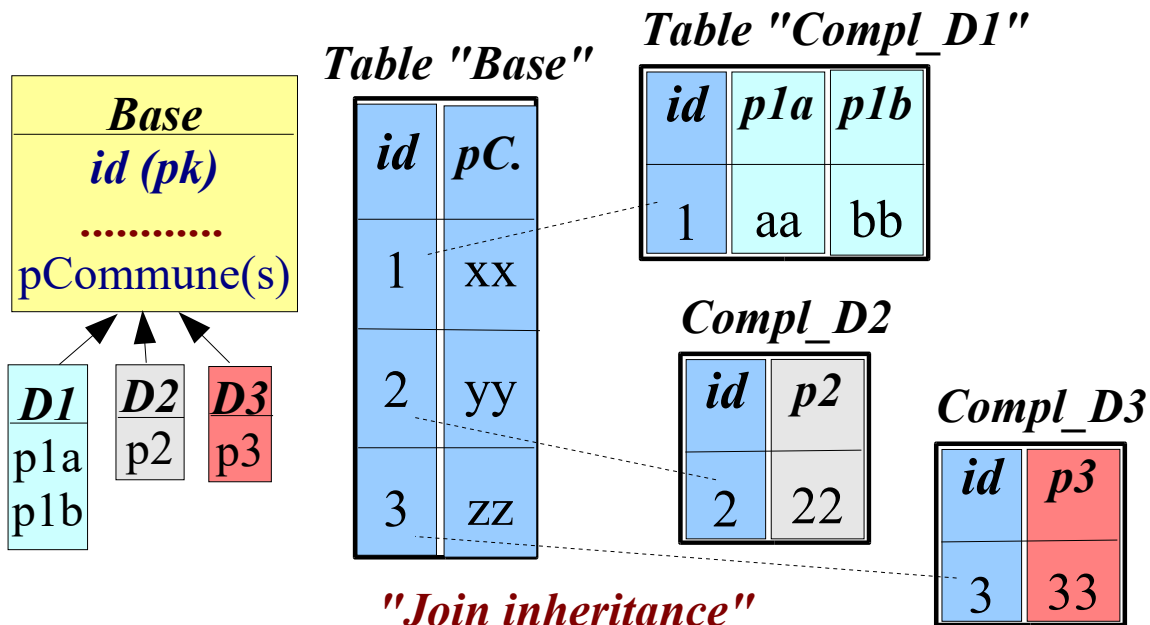 Base
id (pk)
............
pCommune(s)
D1
p1a
p1b
D2
p2
D3
p3
Table "Base"
id pC.
1 xx
2 yy
3 zz
Table "Compl_D1"
id p1a p1b
1 aa bb
Compl_D2
id p2
2 22
Compl_D3
id p3
3 33
"Join inheritance"